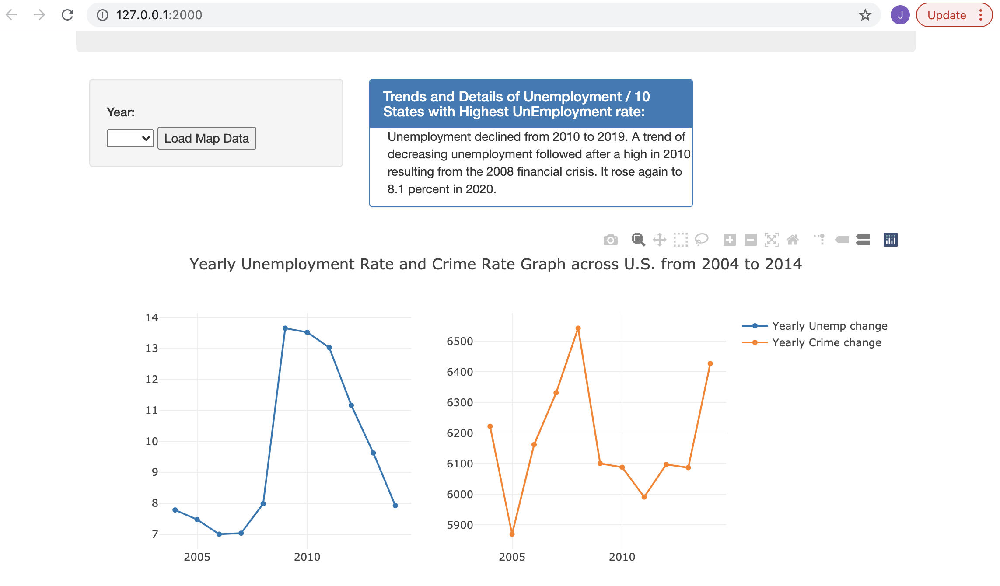 127.0.0.1:2000
J
Update
Year:
Load Map Data
Trends and Details of Unemployment / 10
States with Highest UnEmployment rate:
Unemployment declined from 2010 to 2019. A trend of
decreasing unemployment followed after a high in 2010
resulting from the 2008 financial crisis. It rose again to
8.1 percent in 2020.
Yearly Unemployment Rate and Crime Rate Graph across U.S. from 2004 to 2014
14
13
12
11
10
9
8
7
2005
2010
6500
6400
6300
6200
6100
6000
5900
2005
2010
Yearly Unemp change
Yearly Crime change